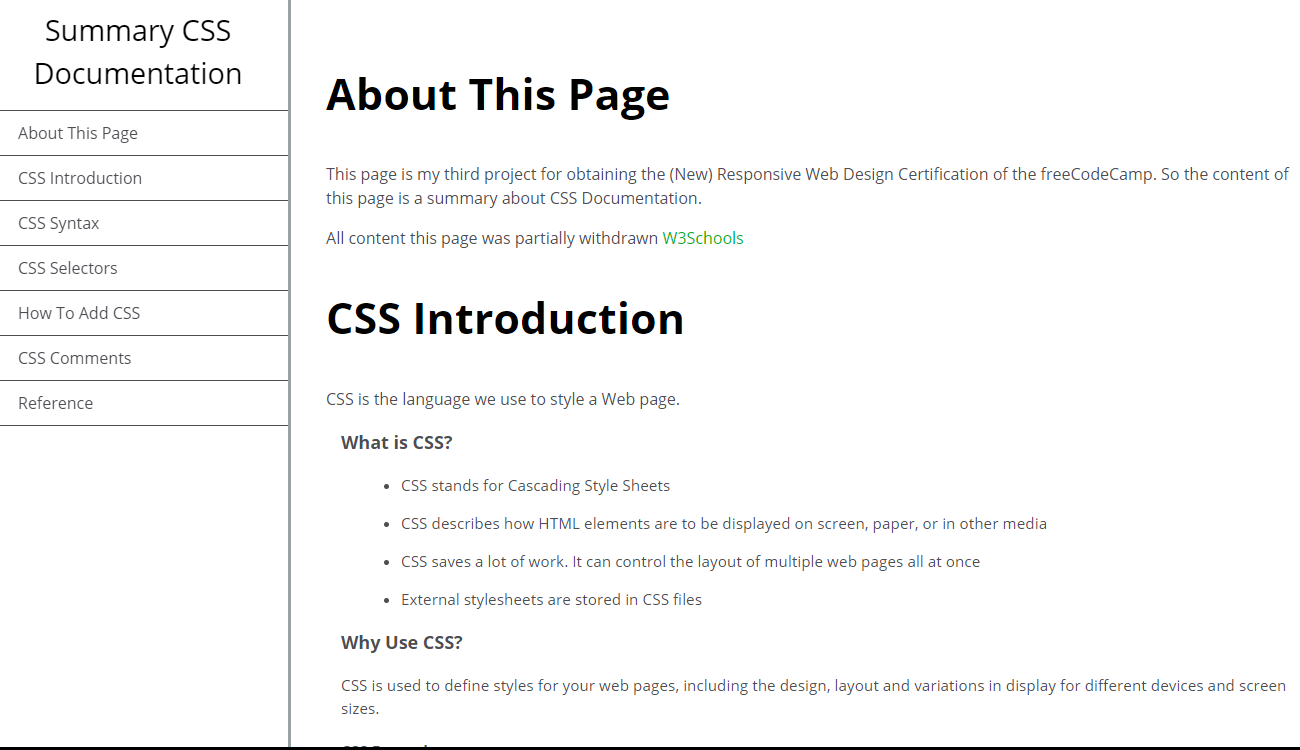 Summary CSS
Documentation
About This Page
CSS Introduction
CSS Syntax
CSS Selectors
How To Add CSS
CSS Comments
Reference
About This Page
This page is my third project for obtaining the (New) Responsive Web Design Certification of the freeCodeCamp. So the content of
this page is a summary about CSS Documentation.
All content this page was partially withdrawn W3Schools
CSS Introduction
CSS is the language we use to style a Web page.
What is CSS?
• CSS stands for Cascading Style Sheets
• CSS describes how HTML elements are to be displayed on screen, paper, or in other media
• CSS saves a lot of work. It can control the layout of multiple web pages all at once
• External stylesheets are stored in CSS files
Why Use CSS?
CSS is used to define styles for your web pages, including the design, layout and variations in display for different devices and screen
sizes.